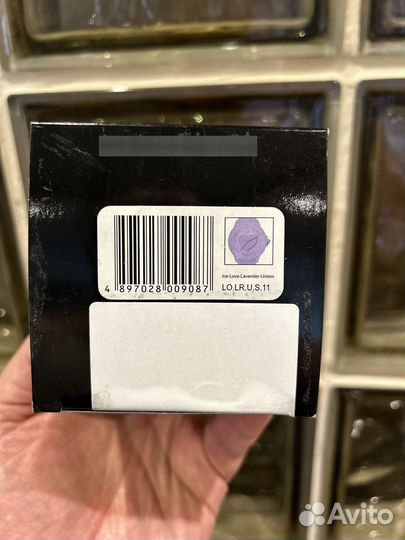 Ice-Love-Lavender-Unisex
LO.LR.U.S.11
4 897028 009087
Avito